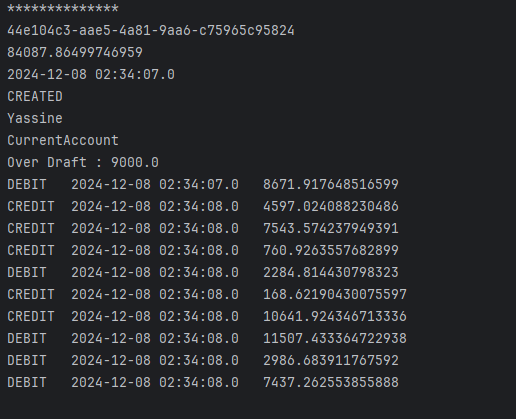 **************
44e104c3-aae5-4a81-9aa6-c75965c95824
84087.86499746959
2024-12-08 02:34:07.0
CREATED
Yassine
CurrentAccount
Over Draft : 9000.0
DEBIT   2024-12-08 02:34:07.0   8671.917648516599
CREDIT  2024-12-08 02:34:08.0   4597.024088230486
CREDIT  2024-12-08 02:34:08.0   7543.574237949391
CREDIT  2024-12-08 02:34:08.0   760.9263557682899
DEBIT   2024-12-08 02:34:08.0   2284.814430798323
CREDIT  2024-12-08 02:34:08.0   168.62190430075597
CREDIT  2024-12-08 02:34:08.0   10641.924346713336
DEBIT   2024-12-08 02:34:08.0   11507.433364722938
DEBIT   2024-12-08 02:34:08.0   2986.683911767592
DEBIT   2024-12-08 02:34:08.0   7437.262553855888